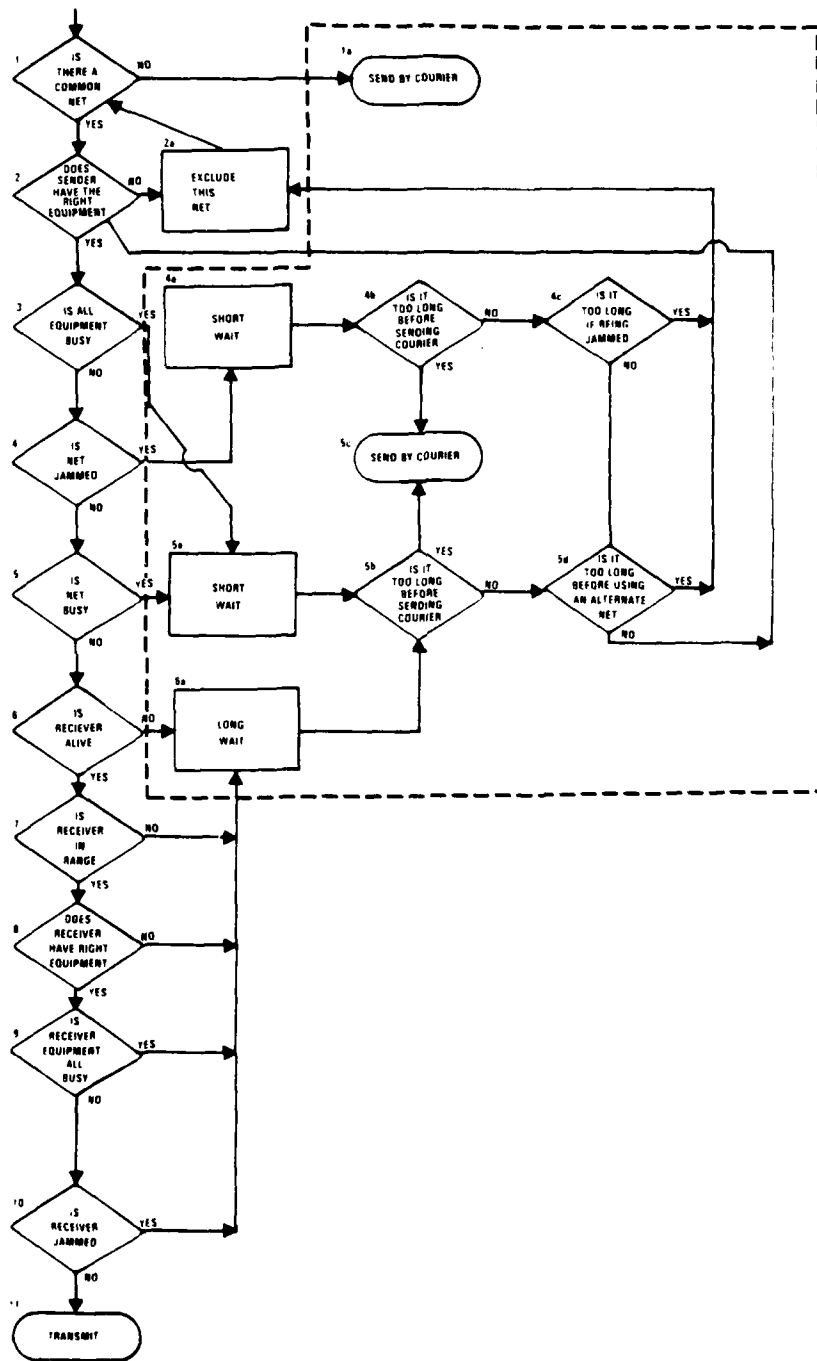 1
IS
THERE A
COMMON
NET
NO
YES
1a
SEND BY COURIER
2
DOES
SENDER
HAVE THE
RIGHT
EQUIPMENT
NO
YES
2a
EXCLUDE
THIS
NET
3
IS ALL
EQUIPMENT
BUSY
YES
NO
4a
SHORT
WAIT
4b
IS IT
TOO LONG
BEFORE
SENDING
COURIER
NO
YES
4c
IS IT
TOO LONG
IF BEING
JAMMED
YES
NO
4
IS
NET
JAMMED
YES
NO
5c
SEND BY COURIER
5
IS
NET
BUSY
YES
NO
5a
SHORT
WAIT
5b
YES
IS IT
TOO LONG
BEFORE
SENDING
COURIER
NO
5d
IS IT
TOO LONG
BEFORE USING
AN ALTERNATE
NET
YES
NO
6
IS
RECIEVER
ALIVE
NO
YES
6a
LONG
WAIT
7
IS
RECEIVER
IN
RANGE
NO
YES
8
DOES
RECEIVER
HAVE RIGHT
EQUIPMENT
NO
YES
9
IS
RECEIVER
EQUIPMENT
ALL
BUSY
YES
NO
10
IS
RECEIVER
JAMMED
YES
NO
11
TRANSMIT